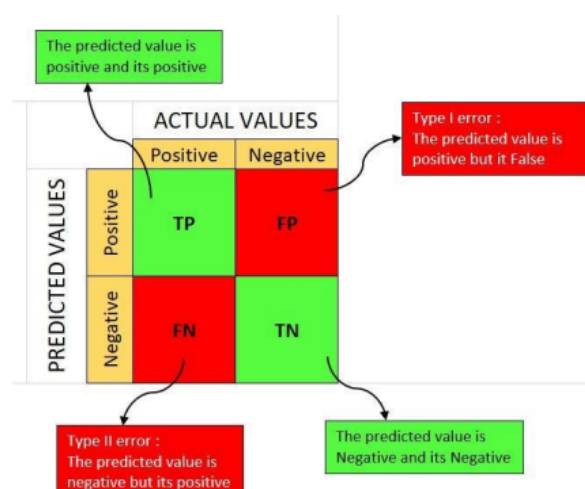 The predicted value is
positive and its positive
ACTUAL VALUES
Positive
Negative
Type I error :
The predicted value is
positive but it False
PREDICTED VALUES
Positive
TP
FP
Negative
FN
TN
Type II error :
The predicted value is
negative but its positive
The predicted value is
Negative and its Negative